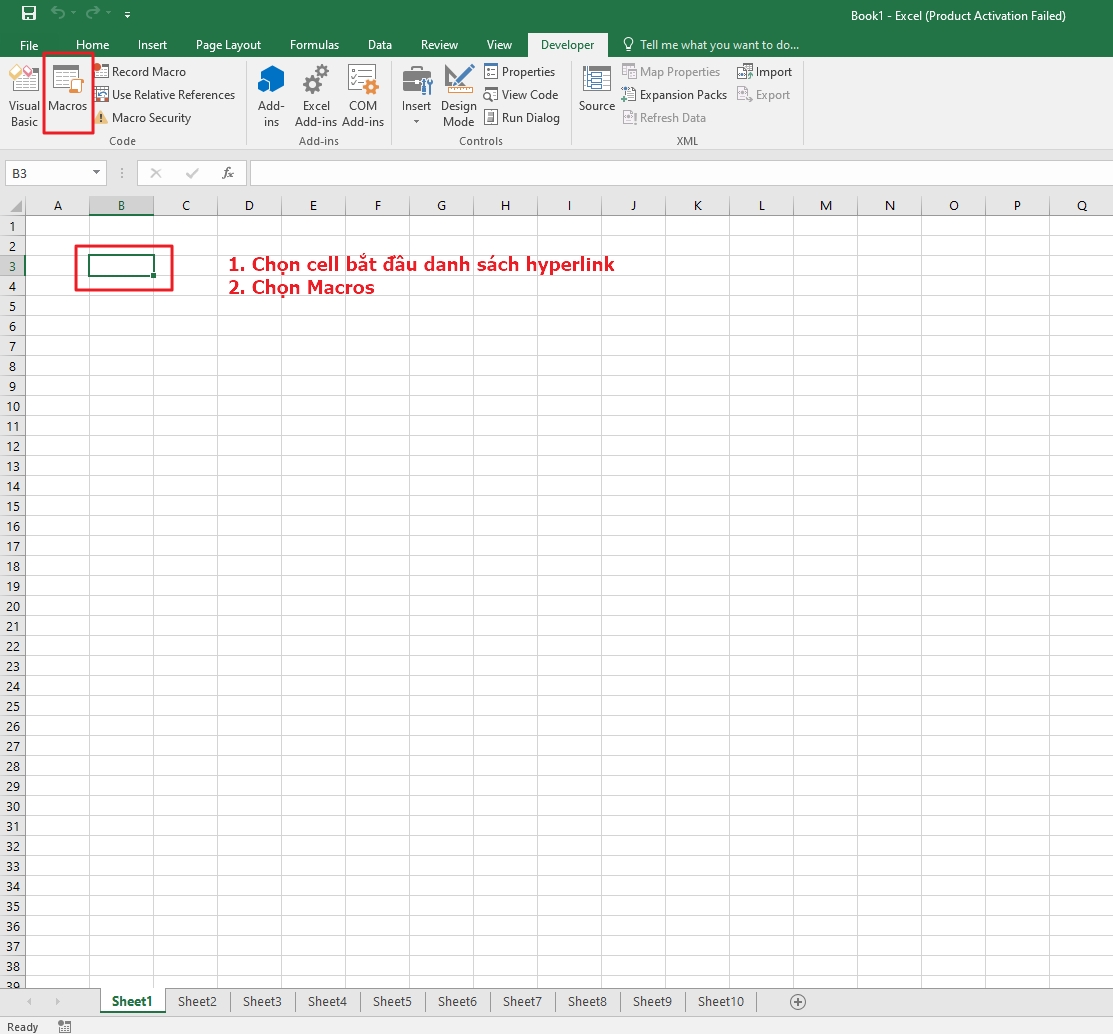 Book1 - Excel (Product Activation Failed)
File Home Insert Page Layout Formulas Data Review View Developer Tell me what you want to do...
Visual Basic
Macros
Record Macro
Use Relative References
Macro Security
Code
Add-ins
Excel Add-ins
COM Add-ins
Add-ins
Insert
Design Mode
Properties
View Code
Run Dialog
Controls
Source
Map Properties
Expansion Packs
Refresh Data
Import
Export
XML
B3 fx
A B C D E F G H I J K L M N O P Q
1
2
3
1. Chọn cell bắt đâu danh sách hyperlink
4
2. Chọn Macros
5
6
7
8
9
10
11
12
13
14
15
16
17
18
19
20
21
22
23
24
25
26
27
28
29
30
31
32
33
34
35
36
37
38
39
Sheet1 Sheet2 Sheet3 Sheet4 Sheet5 Sheet6 Sheet7 Sheet8 Sheet9 Sheet10
Ready